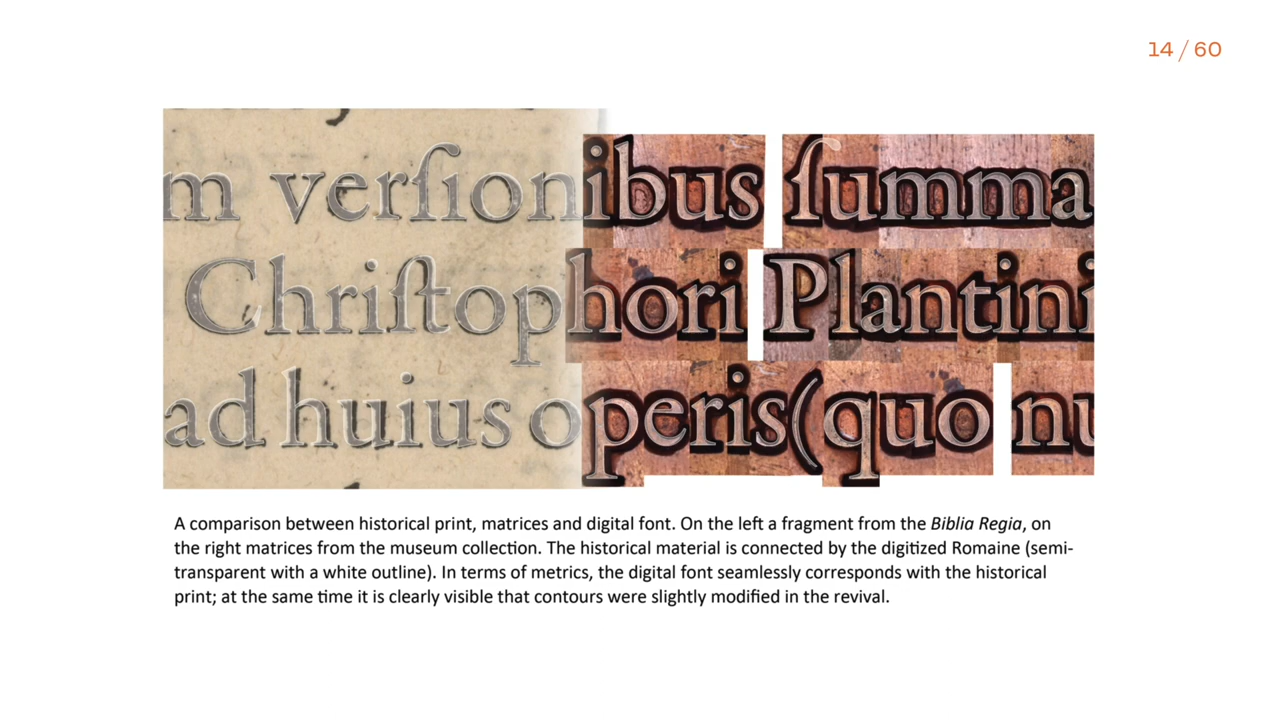 14 / 60
m verſionibus ſumma
Chriſtophori Plantini
ad huius operis(quo nu
A comparison between historical print, matrices and digital font. On the left a fragment from the Biblia Regia, on
the right matrices from the museum collection. The historical material is connected by the digitized Romaine (semi-
transparent with a white outline). In terms of metrics, the digital font seamlessly corresponds with the historical
print; at the same time it is clearly visible that contours were slightly modified in the revival.